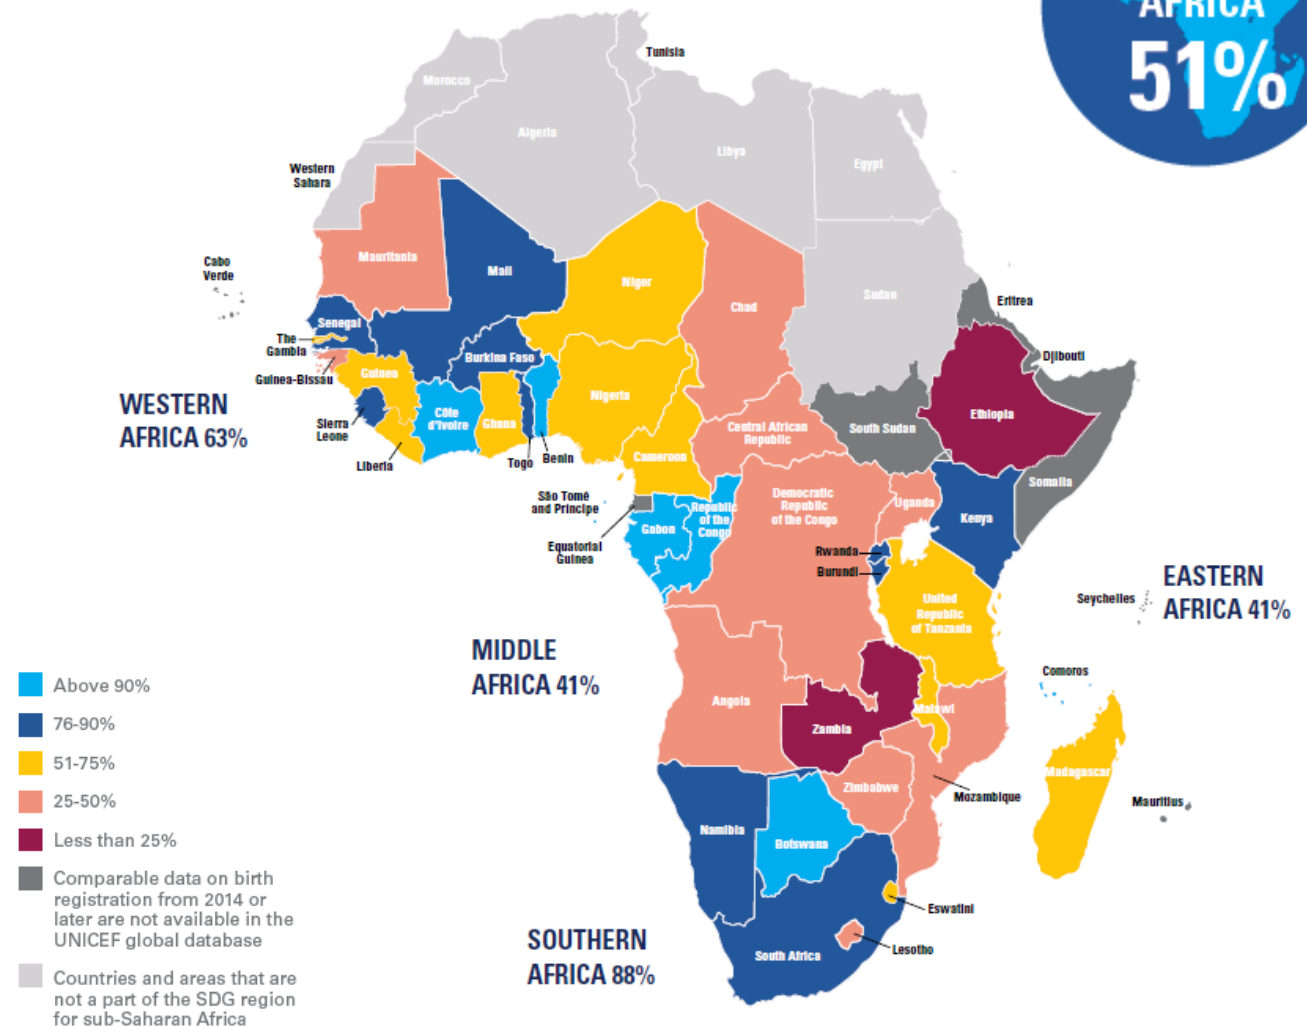 AFRICA
51%
Tunisia
Morocco
Algeria
Libya
Egypt
Western
Sahara
Mauritania
Mali
Niger
Chad
Sudan
Eritrea
Djibouti
Cabo
Verde
Senegal
The
Gambia
Guinea-Bissau
Guinea
Burkina Faso
Sierra
Leone
Liberia
Côte
d'Ivoire
Ghana
Togo
Benin
Nigeria
Cameroon
Central African
Republic
South Sudan
Ethiopia
Somalia
WESTERN
AFRICA 63%
São Tomé
and Príncipe
Equatorial
Guinea
Gabon
Republic
of the
Congo
Democratic
Republic
of the Congo
Uganda
Kenya
Rwanda
Burundi
United
Republic
of Tanzania
EASTERN
AFRICA 41%
Seychelles
Comoros
MIDDLE
AFRICA 41%
Angola
Zambia
Malawi
Zimbabwe
Mozambique
Madagascar
Mauritius
Namibia
Botswana
Eswatini
Lesotho
South Africa
SOUTHERN
AFRICA 88%
Above 90%
76-90%
51-75%
25-50%
Less than 25%
Comparable data on birth
registration from 2014 or
later are not available in the
UNICEF global database
Countries and areas that are
not a part of the SDG region
for sub-Saharan Africa